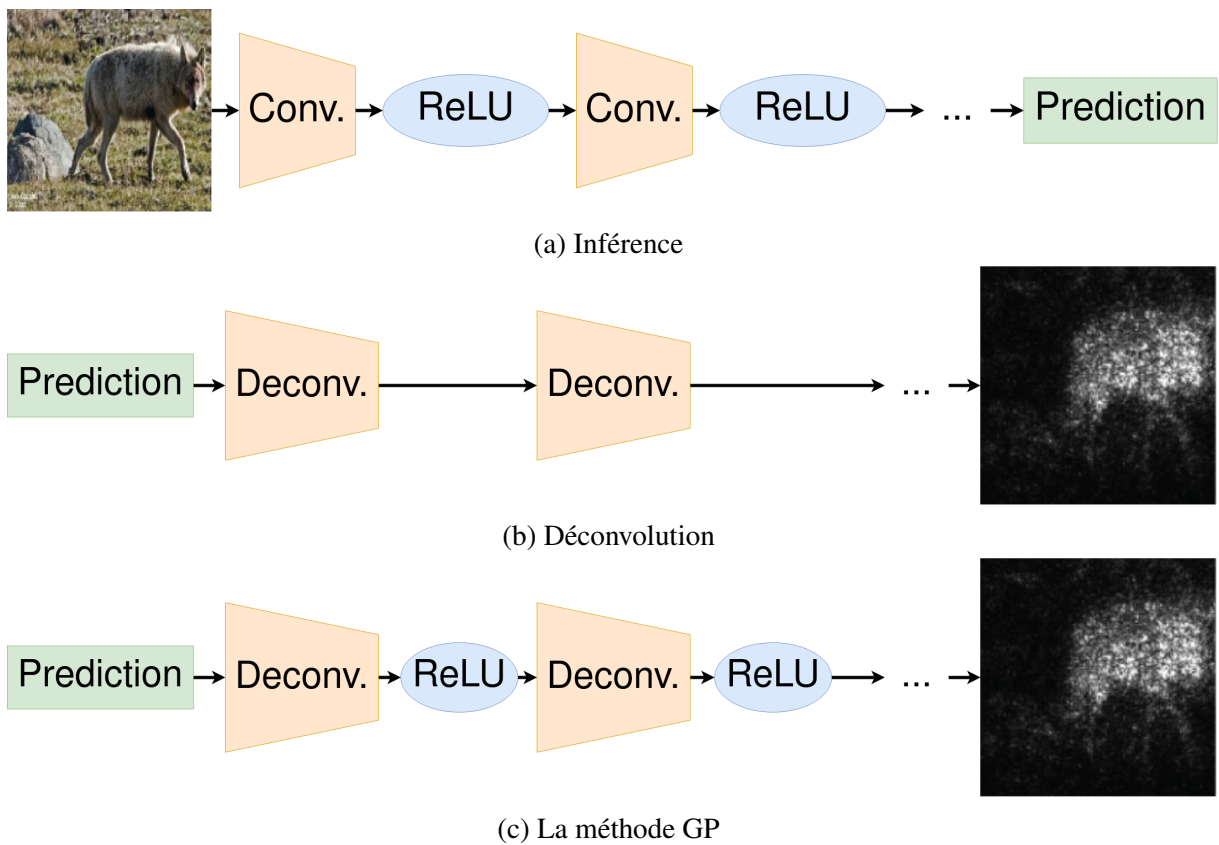 Conv. ReLU Conv. ReLU ... Prediction
(a) Inférence
Prediction Deconv. Deconv. ...
(b) Déconvolution
Prediction Deconv. ReLU Deconv. ReLU ...
(c) La méthode GP